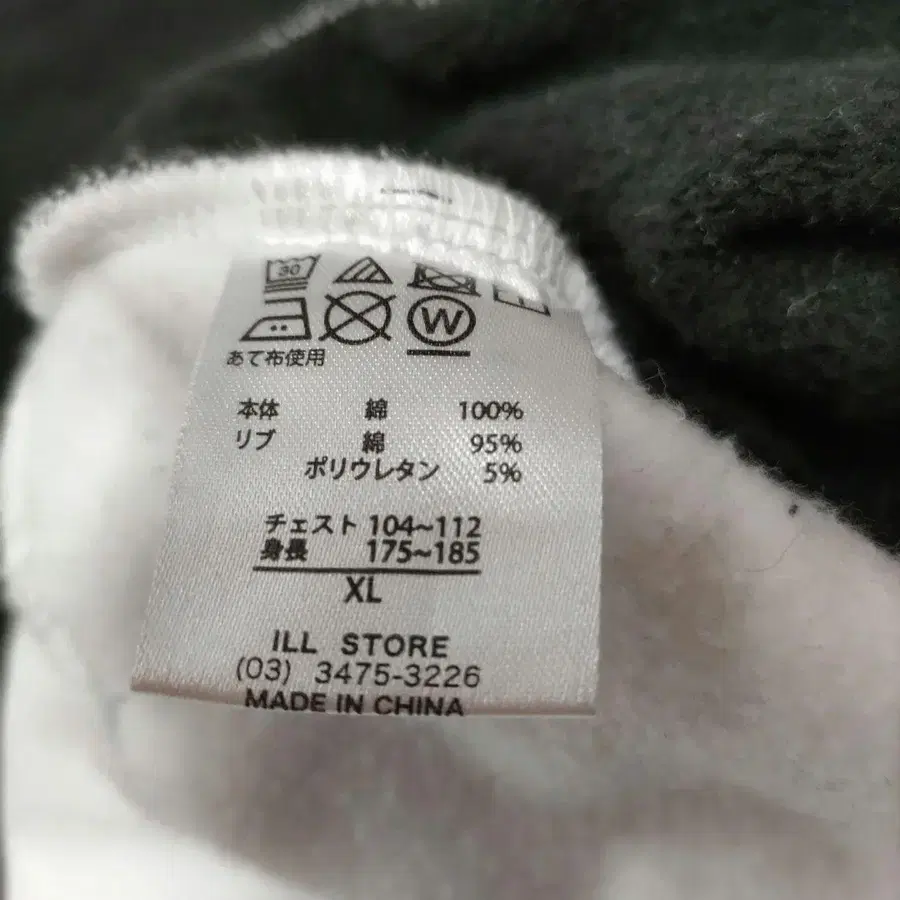 30
W
あて布使用
本体 綿 100%
リブ 綿 95%
ポリウレタン 5%
チェスト 104~112
身長 175~185
XL
ILL STORE
(03) 3475-3226
MADE IN CHINA